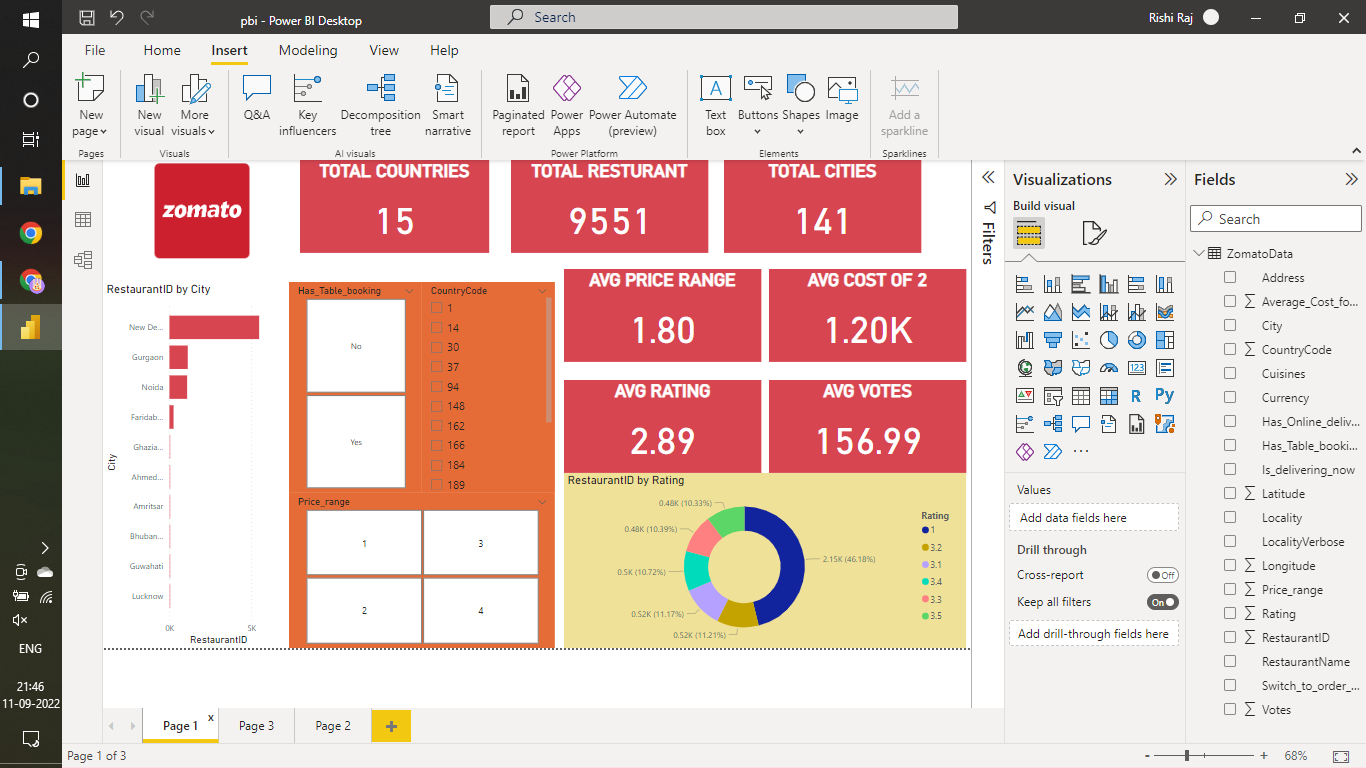 pbi - Power BI Desktop
Search
Rishi Raj
File
Home
Insert
Modeling
View
Help
New page
New visual
More visuals
Q&A
Key influencers
Decomposition tree
Smart narrative
Paginated report
Power Apps
Power Automate (preview)
Text box
Buttons
Shapes
Image
Add a sparkline
Pages
Visuals
AI visuals
Power Platform
Elements
Sparklines
zomato
TOTAL COUNTRIES
15
TOTAL RESTURANT
9551
TOTAL CITIES
141
RestaurantID by City
City
New De...
Gurgaon
Noida
Faridab...
Ghazia...
Ahmed...
Amritsar
Bhuban...
Guwahati
Lucknow
0K
5K
RestaurantID
Has_Table_booking
No
Yes
CountryCode
1
14
30
37
94
148
162
166
184
189
Price_range
1
3
2
4
AVG PRICE RANGE
1.80
AVG COST OF 2
1.20K
AVG RATING
2.89
AVG VOTES
156.99
RestaurantID by Rating
0.48K (10.33%)
0.48K (10.39%)
0.5K (10.72%)
0.52K (11.17%)
0.52K (11.21%)
2.15K (46.18%)
Rating
1
3.2
3.1
3.4
3.3
3.5
Filters
Visualizations
Build visual
123
R
Py
Values
Add data fields here
Drill through
Cross-report
Off
Keep all filters
On
Add drill-through fields here
Fields
Search
ZomatoData
Address
Average_Cost_fo...
City
CountryCode
Cuisines
Currency
Has_Online_deliv...
Has_Table_booki...
Is_delivering_now
Latitude
Locality
LocalityVerbose
Longitude
Price_range
Rating
RestaurantID
RestaurantName
Switch_to_order_...
Votes
Page 1
x
Page 3
Page 2
Page 1 of 3
68%
ENG
21:46
11-09-2022